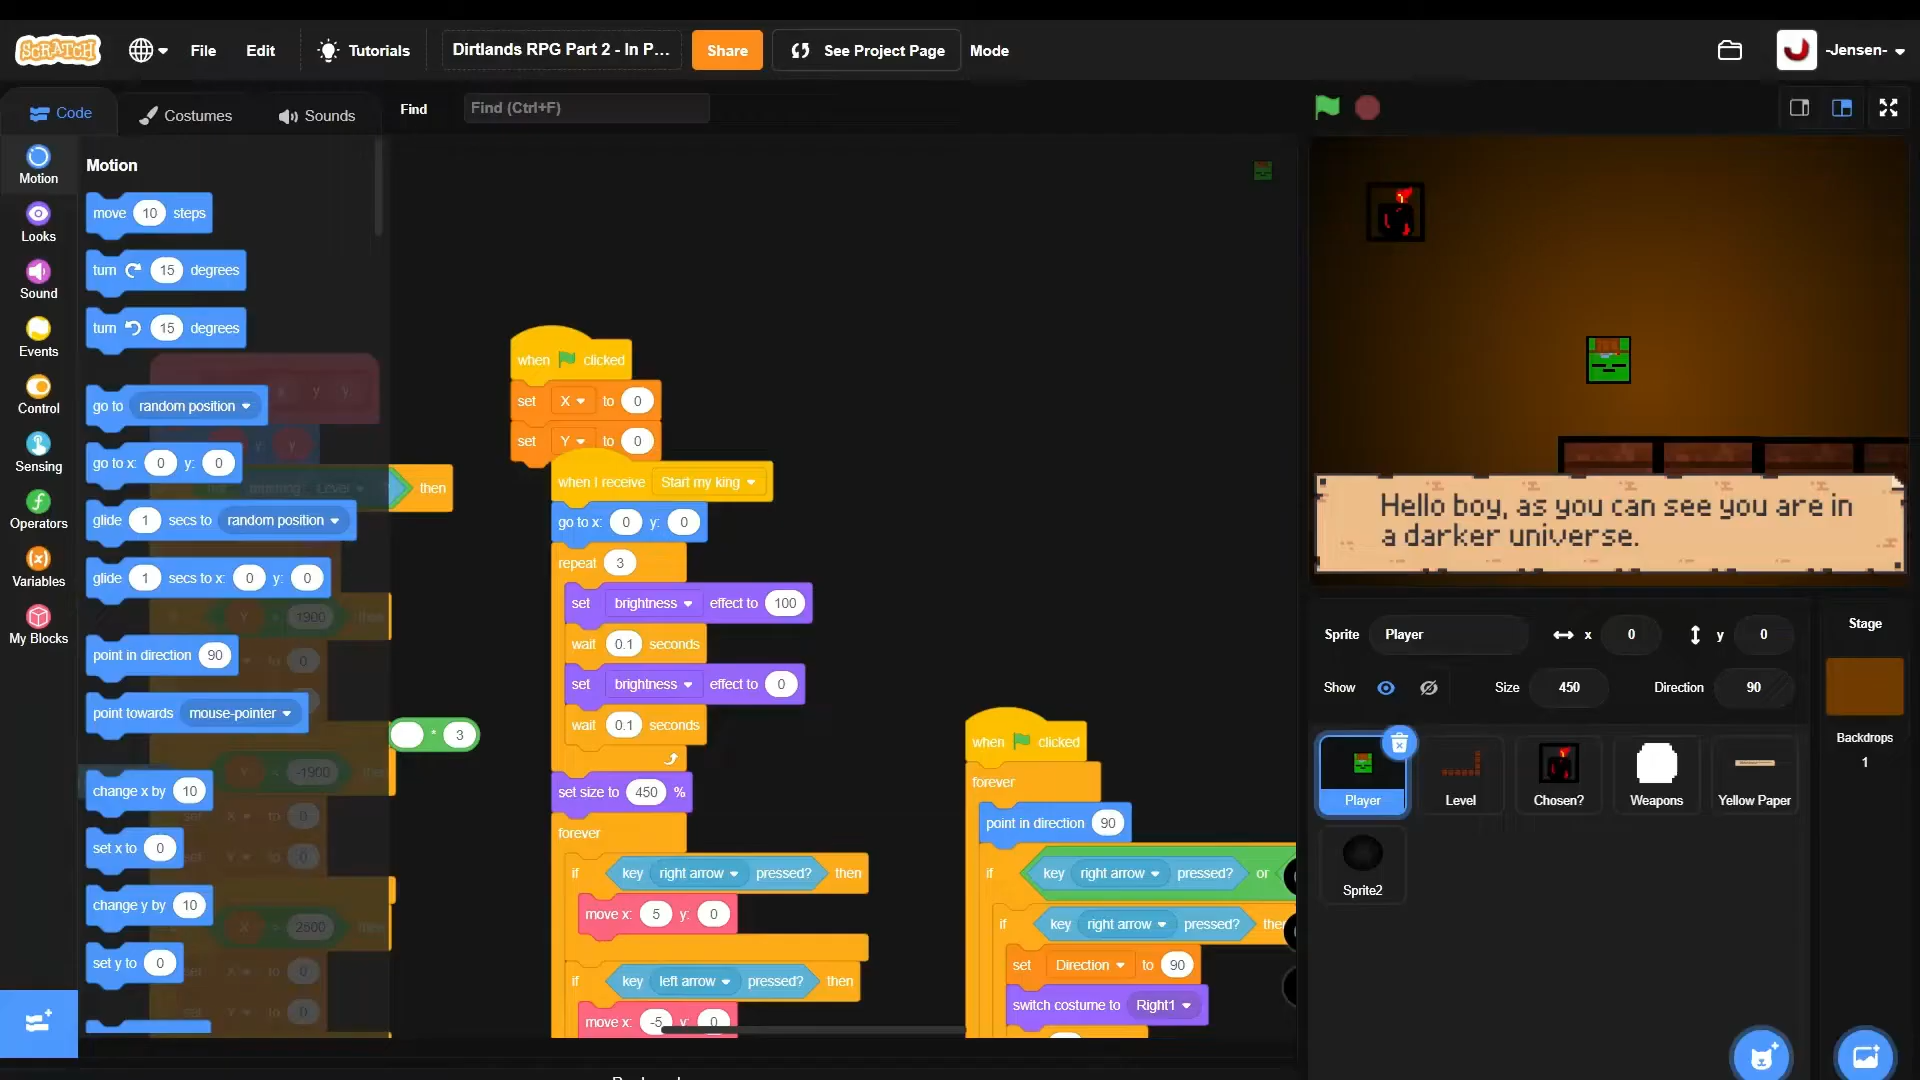 SCRATCH File Edit Tutorials Dirtlands RPG Part 2 - In P... Share See Project Page Mode -Jensen-
Code Costumes Sounds Find Find (Ctrl+F)
Motion
Looks
Sound
Events
Control
Sensing
Operators
Variables
My Blocks
Motion
move 10 steps
turn 15 degrees
turn 15 degrees
go to random position
go to x: 0 y: 0
glide 1 secs to random position
glide 1 secs to x: 0 y: 0
point in direction 90
point towards mouse-pointer
change x by 10
set x to 0
change y by 10
set y to 0
then
1900 then
-1900
2500 then
* 3
when clicked
set X to 0
set Y to 0
when I receive Start my king
go to x: 0 y: 0
repeat 3
set brightness effect to 100
wait 0.1 seconds
set brightness effect to 0
wait 0.1 seconds
set size to 450 %
forever
if key right arrow pressed? then
move x: 5 y: 0
if key left arrow pressed? then
move x: -5 y: 0
when clicked
forever
point in direction 90
if key right arrow pressed? or
if key right arrow pressed?
set Direction to 90
switch costume to Right1
Hello boy, as you can see you are in
a darker universe.
Sprite Player x 0 y 0
Show Size 450 Direction 90
Player Level Chosen? Weapons Yellow Paper
Sprite2
Stage
Backdrops
1